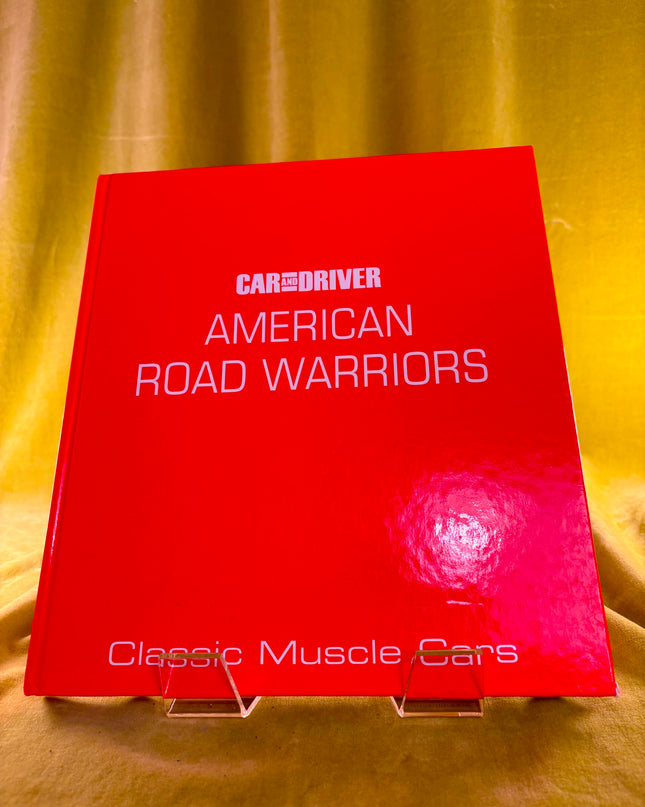 CAR AND DRIVER
AMERICAN
ROAD WARRIORS
Classic Muscle Cars